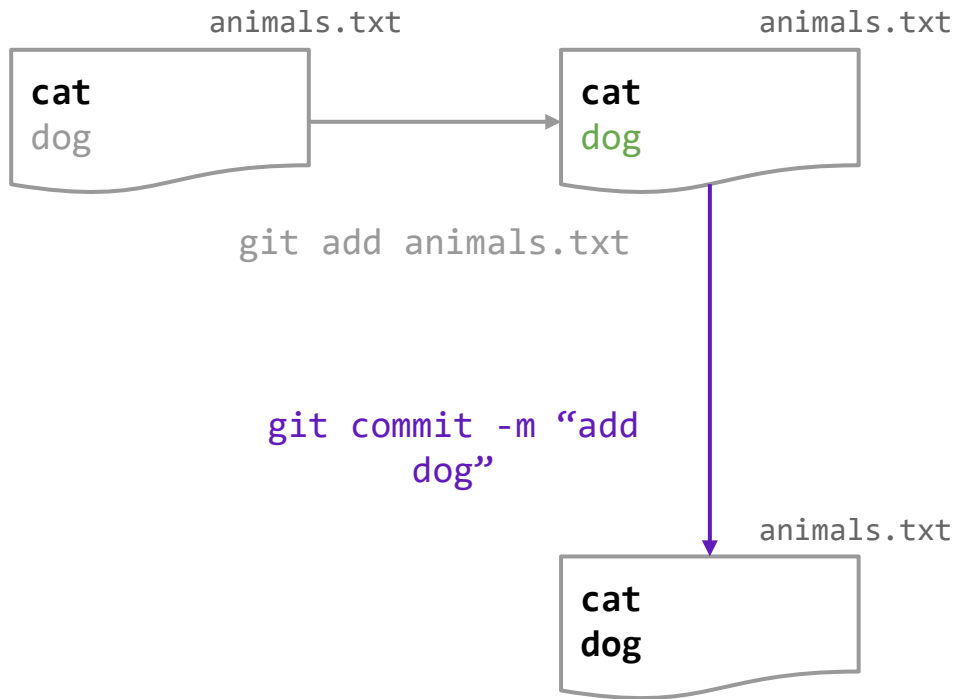 animals.txt
animals.txt
cat
dog
cat
dog
git add animals.txt
git commit -m “add
dog”
animals.txt
cat
dog